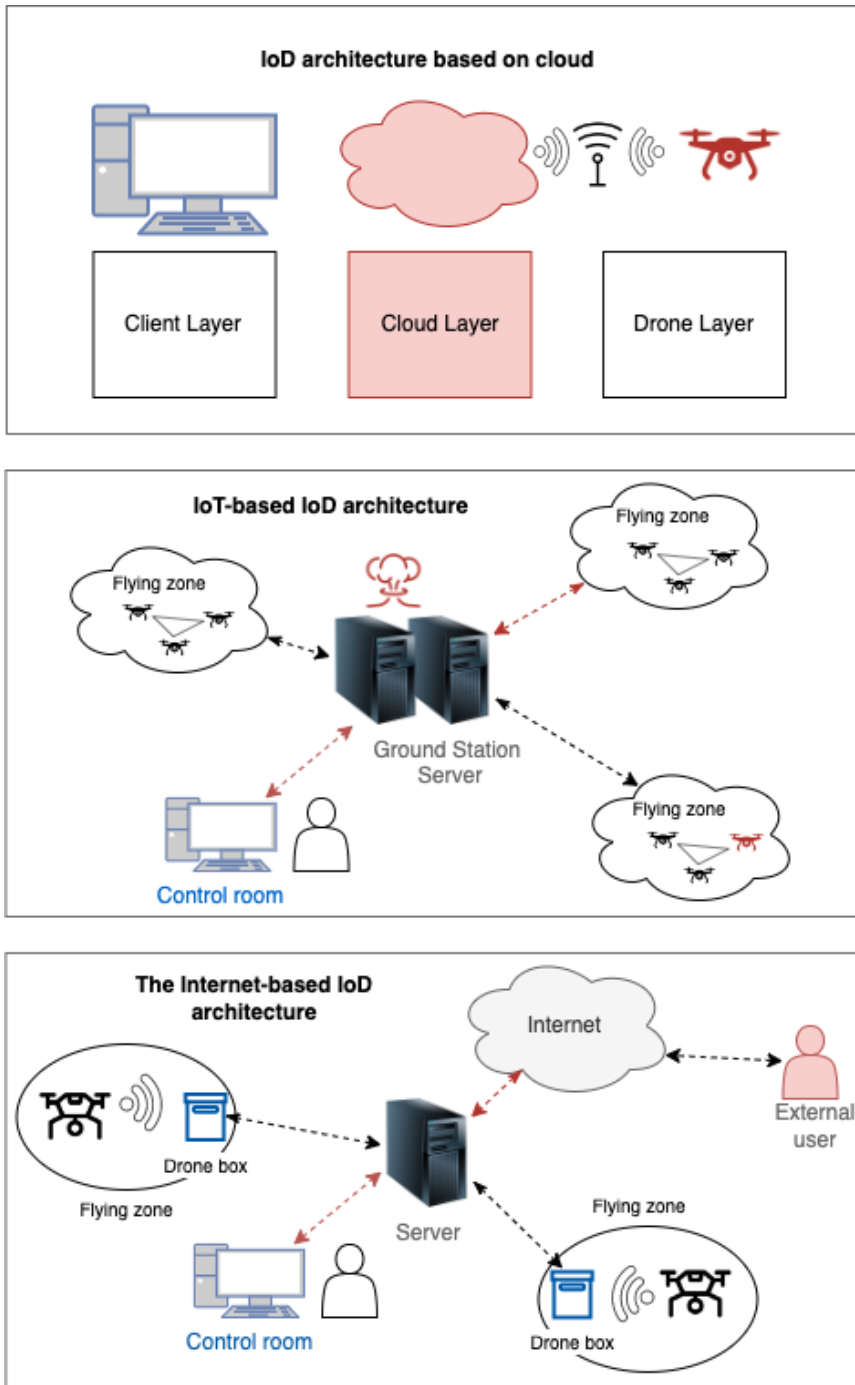 IoD architecture based on cloud
Client Layer
Cloud Layer
Drone Layer
IoT-based IoD architecture
Flying zone
Flying zone
Ground Station
Server
Flying zone
Control room
The Internet-based IoD
architecture
Internet
External
user
Drone box
Flying zone
Server
Flying zone
Control room
Drone box